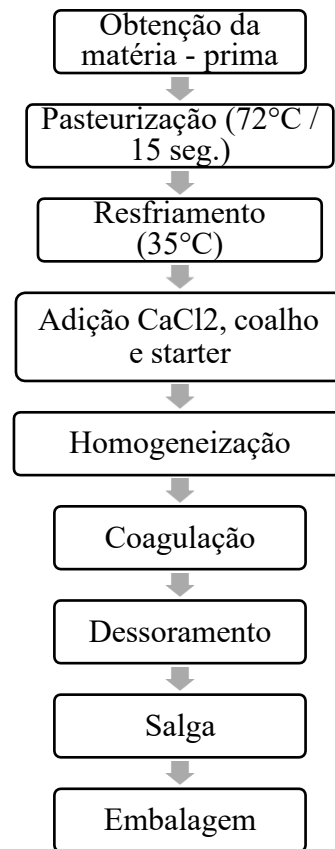 Obtenção da
matéria - prima
Pasteurização (72°C /
15 seg.)
Resfriamento
(35°C)
Adição CaCl2, coalho
e starter
Homogeneização
Coagulação
Dessoramento
Salga
Embalagem